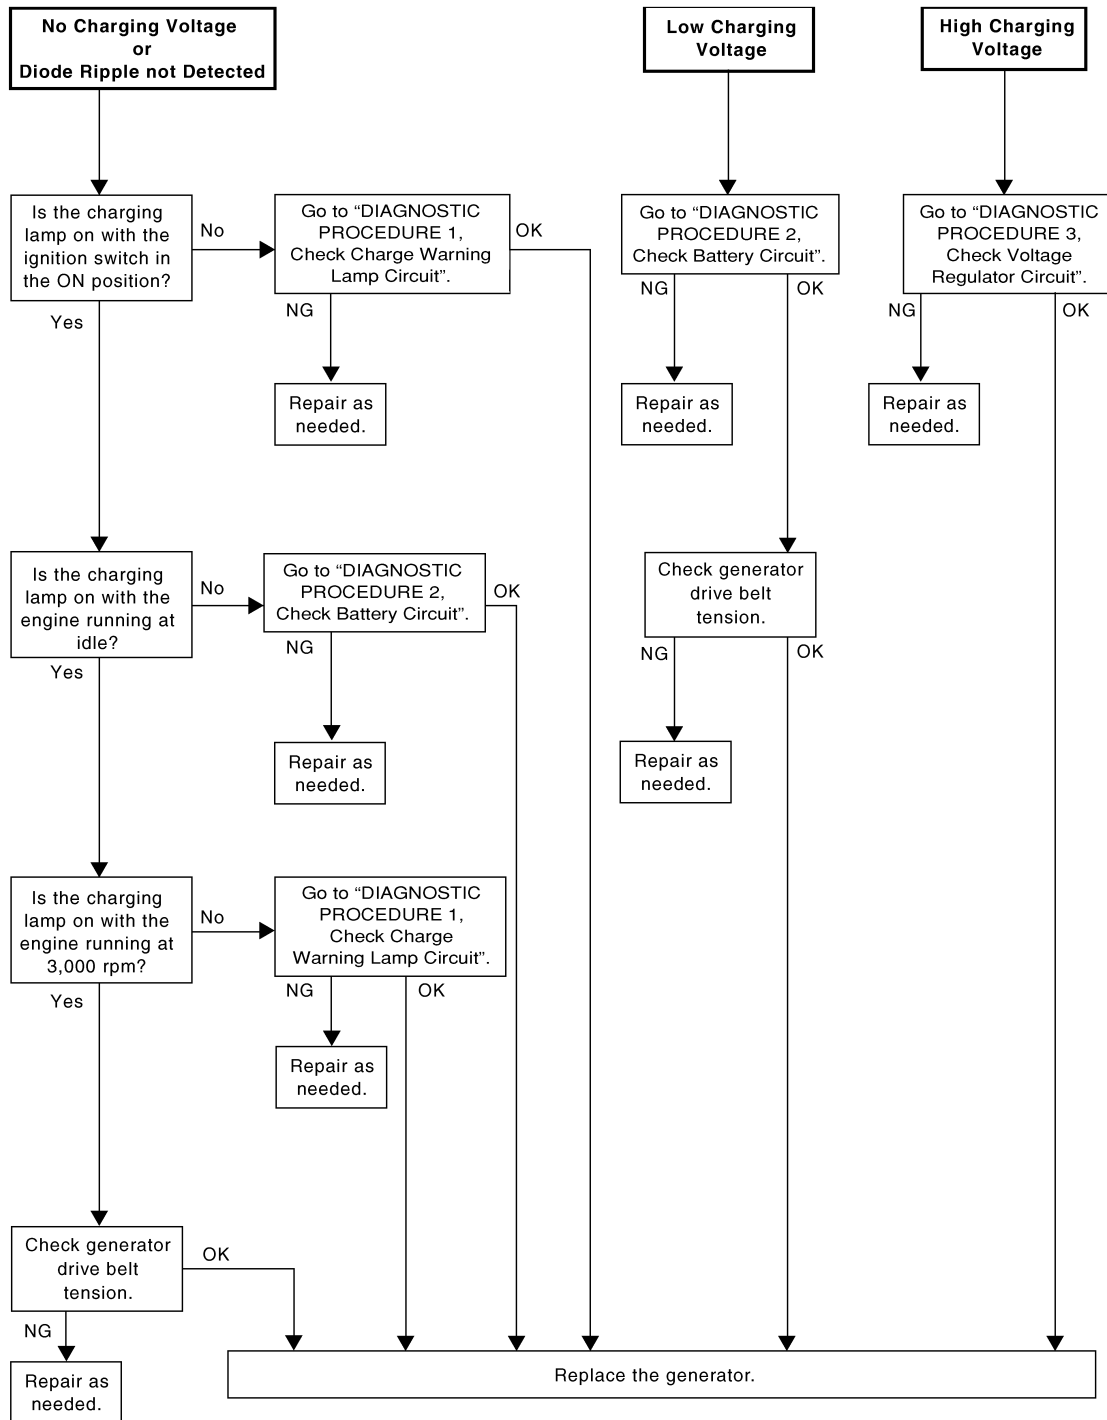 No Charging Voltage
or
Diode Ripple not Detected
Low Charging
Voltage
High Charging
Voltage
Is the charging
lamp on with the
ignition switch in
the ON position?
No
Yes
Go to “DIAGNOSTIC
PROCEDURE 1,
Check Charge Warning
Lamp Circuit”.
OK
NG
Repair as
needed.
Go to “DIAGNOSTIC
PROCEDURE 2,
Check Battery Circuit”.
NG
OK
Repair as
needed.
Go to “DIAGNOSTIC
PROCEDURE 3,
Check Voltage
Regulator Circuit”.
NG
OK
Repair as
needed.
Is the charging
lamp on with the
engine running at
idle?
No
Yes
Go to “DIAGNOSTIC
PROCEDURE 2,
Check Battery Circuit”.
OK
NG
Repair as
needed.
Check generator
drive belt
tension.
NG
OK
Repair as
needed.
Is the charging
lamp on with the
engine running at
3,000 rpm?
No
Yes
Go to “DIAGNOSTIC
PROCEDURE 1,
Check Charge
Warning Lamp Circuit”.
NG
OK
Repair as
needed.
Check generator
drive belt
tension.
OK
NG
Repair as
needed.
Replace the generator.